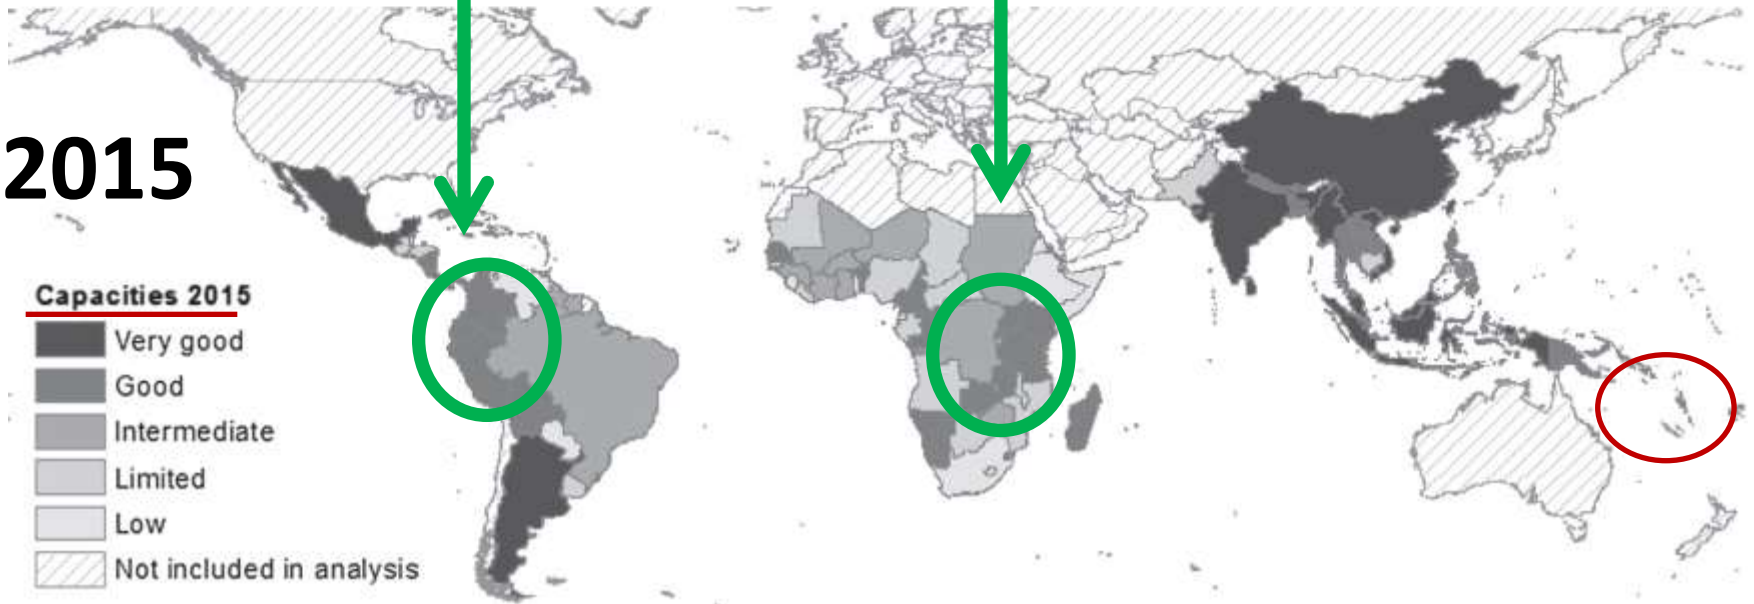 2015
Capacities 2015
Very good
Good
Intermediate
Limited
Low
Not included in analysis